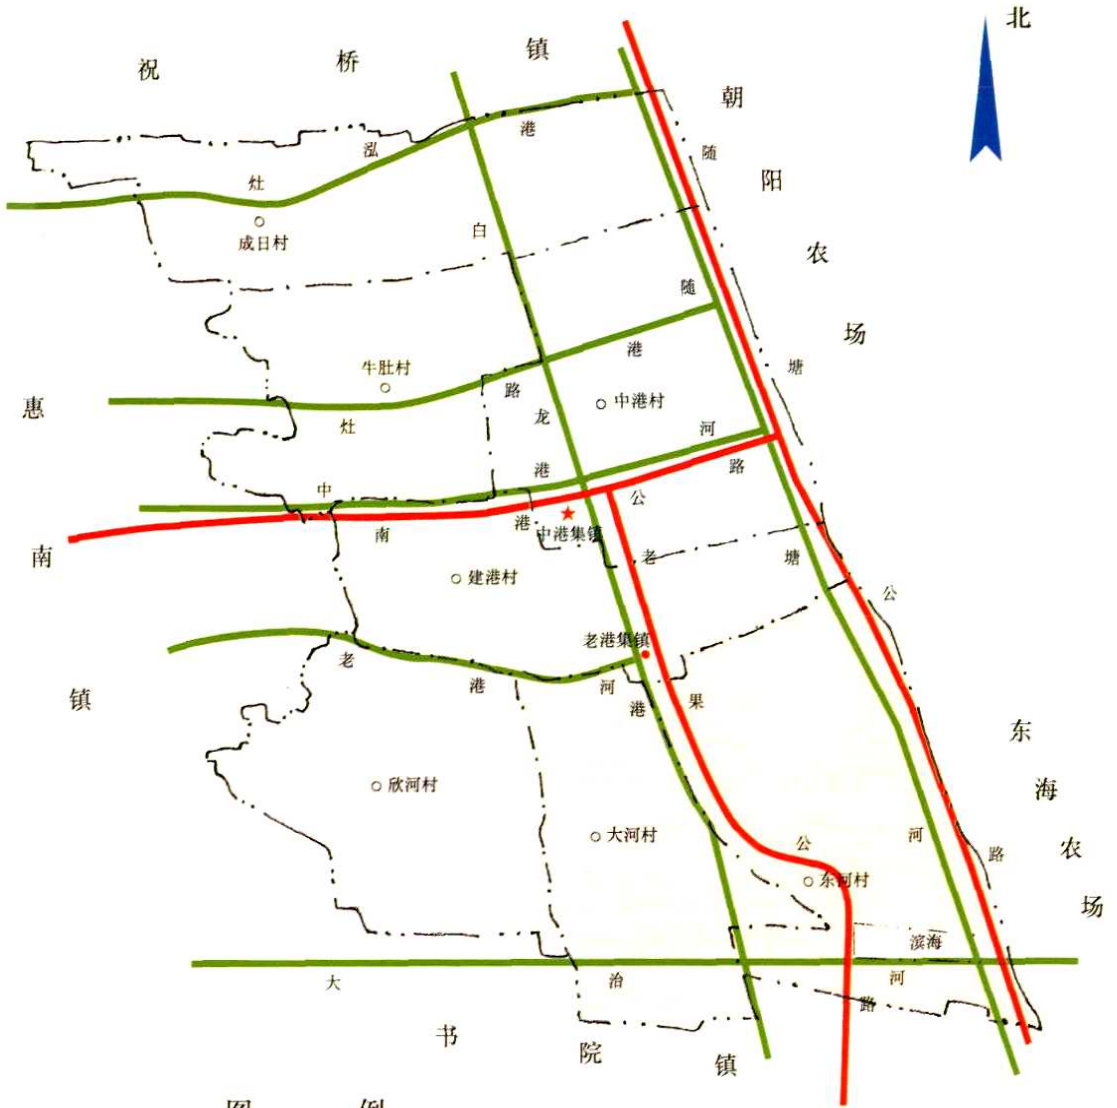 北
祝桥镇
朝阳农场
灶泓港
随塘公路
成日村
白龙港
随塘河
牛肚村
灶路港
中港村
惠南镇
中港河
南港公路
中港集镇
建港村
老果公路
老港集镇
老港河
欣河村
大河村
东河村
东海农场
滨海
大治河
书院镇
图例